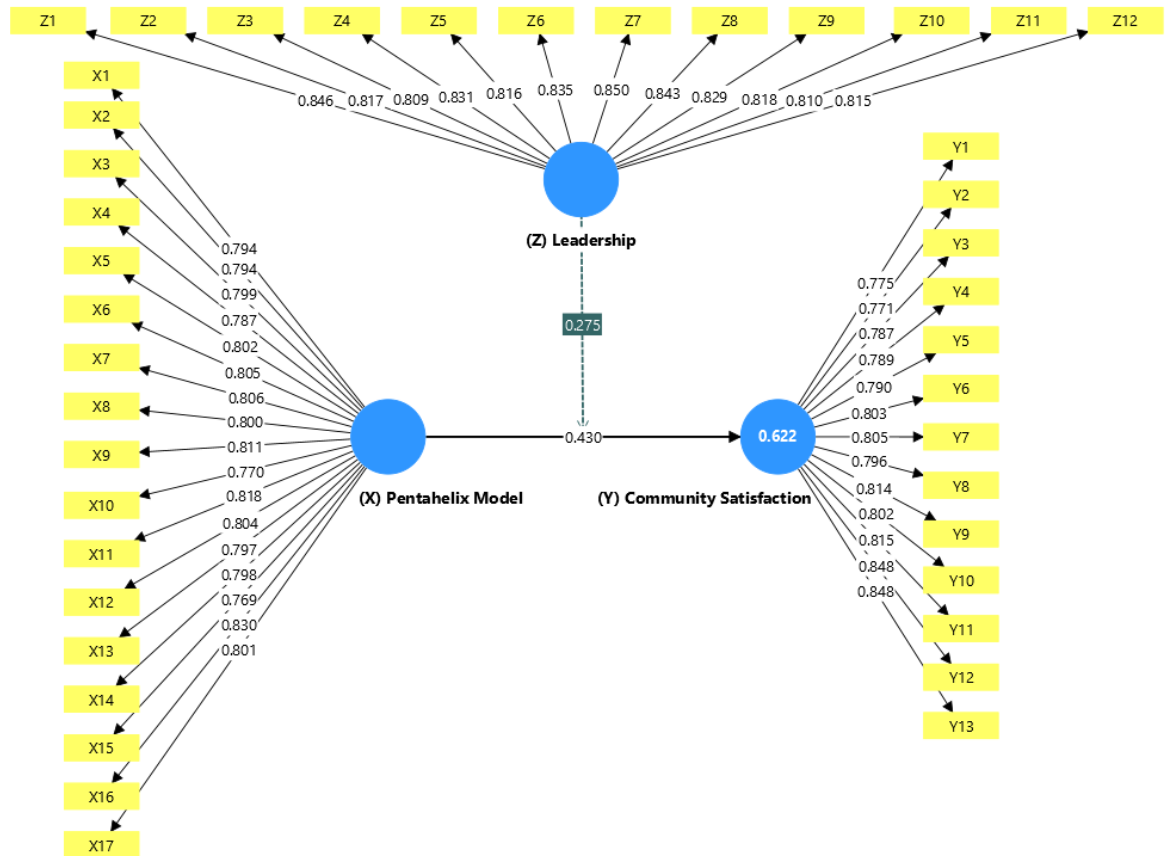 Z1 Z2 Z3 Z4 Z5 Z6 Z7 Z8 Z9 Z10 Z11 Z12
0.846 0.817 0.809 0.831 0.816 0.835 0.850 0.843 0.829 0.818 0.810 0.815
(Z) Leadership
0.275
X1
X2
X3
X4
X5
X6
X7
X8
X9
X10
X11
X12
X13
X14
X15
X16
X17
0.794
0.794
0.799
0.787
0.802
0.805
0.806
0.800
0.811
0.770
0.818
0.804
0.797
0.798
0.769
0.830
0.801
(X) Pentahelix Model
0.430
0.622
(Y) Community Satisfaction
0.775
0.771
0.787
0.789
0.790
0.803
0.805
0.796
0.814
0.802
0.815
0.848
0.848
Y1
Y2
Y3
Y4
Y5
Y6
Y7
Y8
Y9
Y10
Y11
Y12
Y13